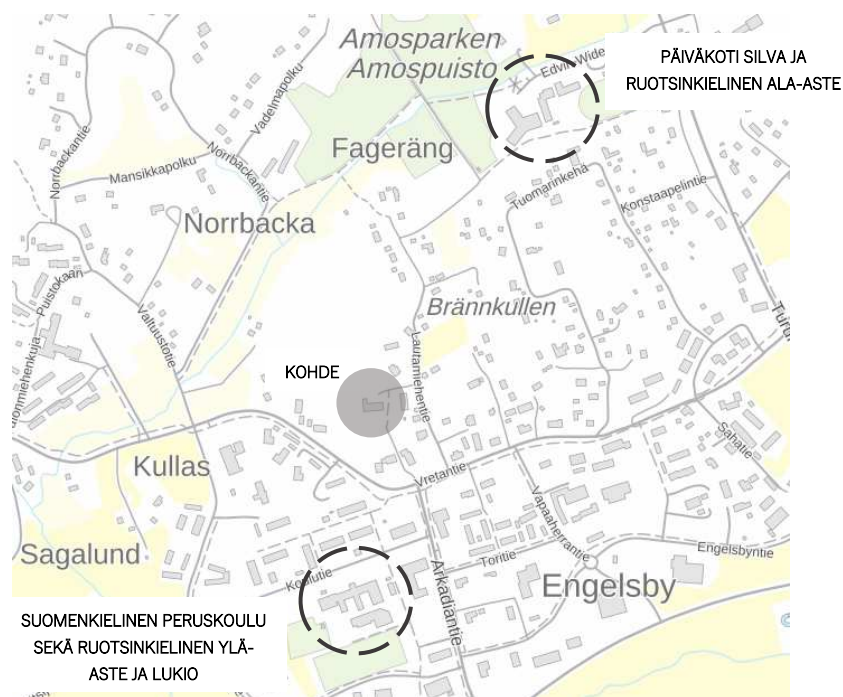 Amosparken
Amospuisto
Edvin Wide
PÄIVÄKOTI SILVA JA
RUOTSINKIELINEN ALA-ASTE
Vadelmapolku
Norrbackantie
Mansikkapolku
Norrbackantie
Fageräng
Tuomarinkehä
Konstaapelintie
Norrbacka
Puistokaari
Valtuustotie
Brännkullen
Lautamiehentie
KOHDE
Sahatie
Kullas
Vretantie
Vapaaherrantie
Sagalund
Toritie
Engelsbyntie
Koulutie
Arkadiantie
Engelsby
SUOMENKIELINEN PERUSKOULU
SEKÄ RUOTSINKIELINEN YLÄ-
ASTE JA LUKIO